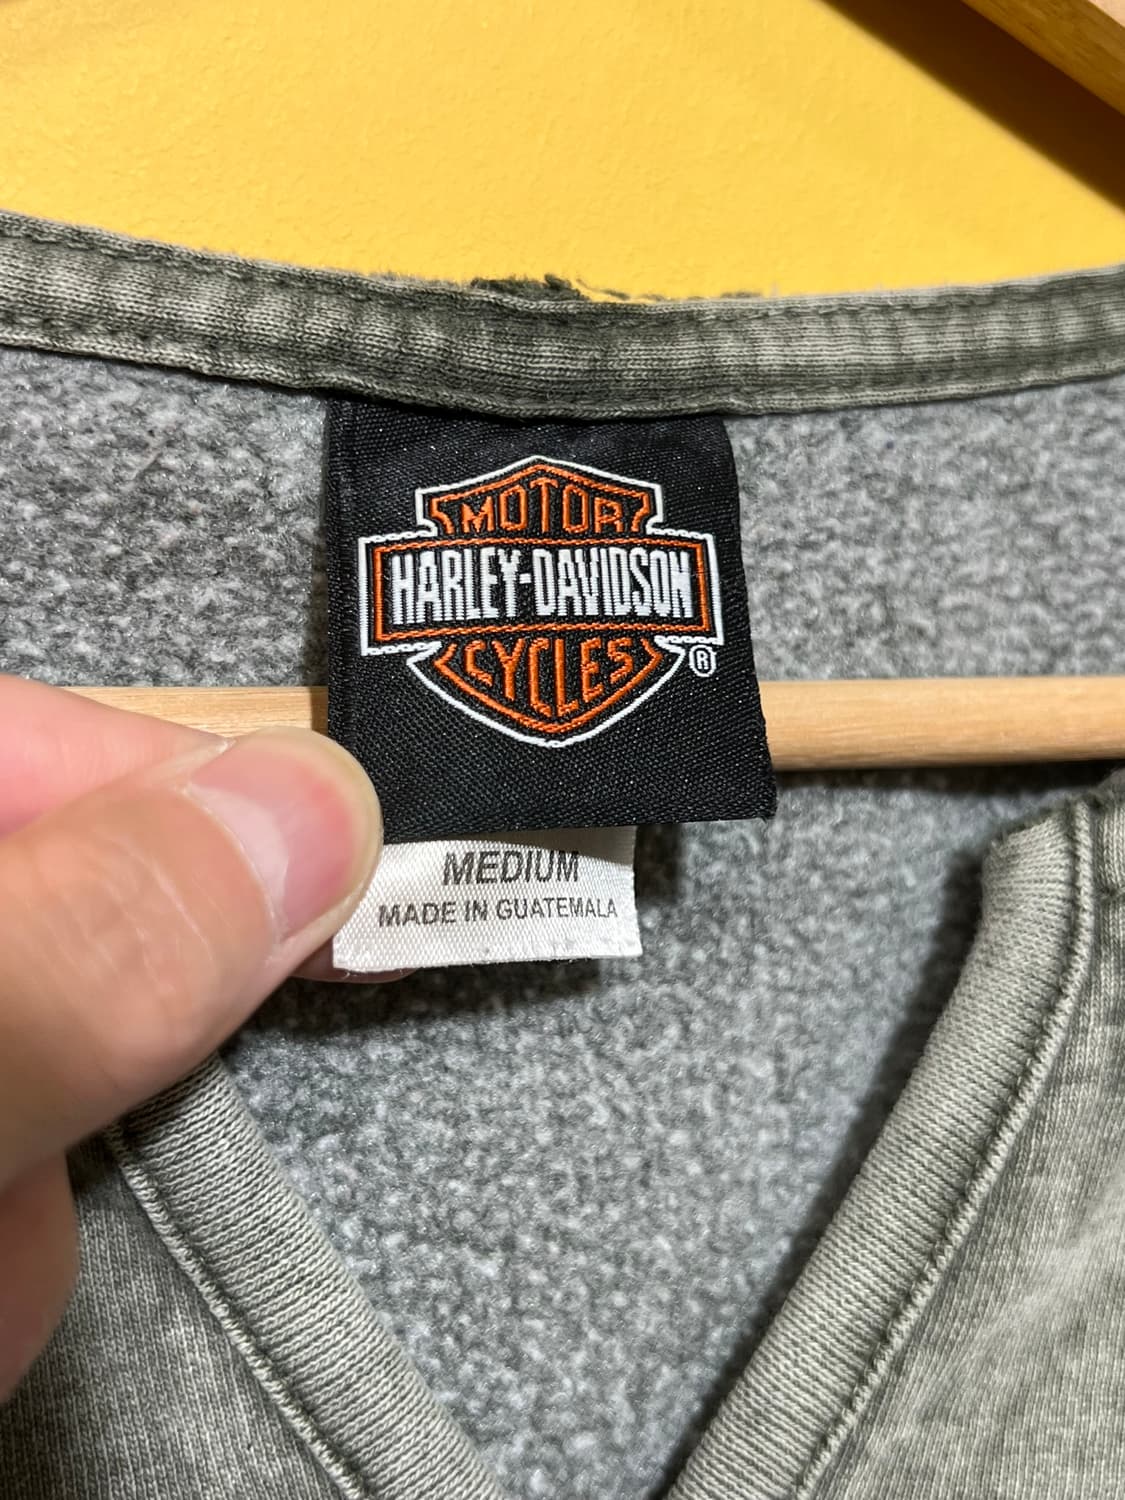 MOTOR
HARLEY-DAVIDSON
CYCLES ®
MEDIUM
MADE IN GUATEMALA